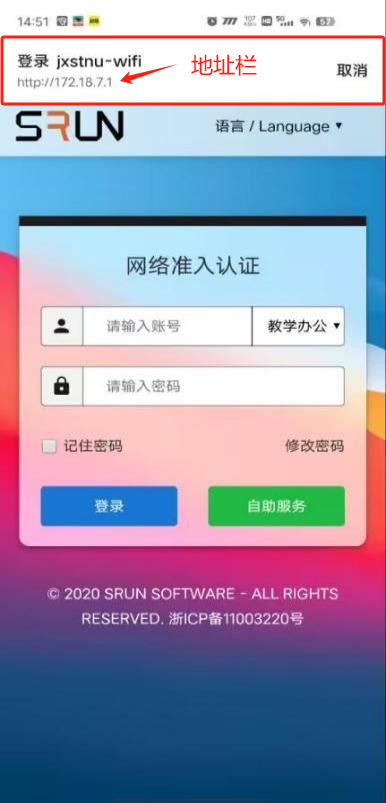 14:51
登录 jxstnu-wifi
http://172.18.7.1
地址栏
取消
SRUN
语言 / Language ▼
网络准入认证
请输入账号 教学办公 ▼
请输入密码
记住密码 修改密码
登录 自助服务
© 2020 SRUN SOFTWARE - ALL RIGHTS
RESERVED. 浙ICP备11003220号